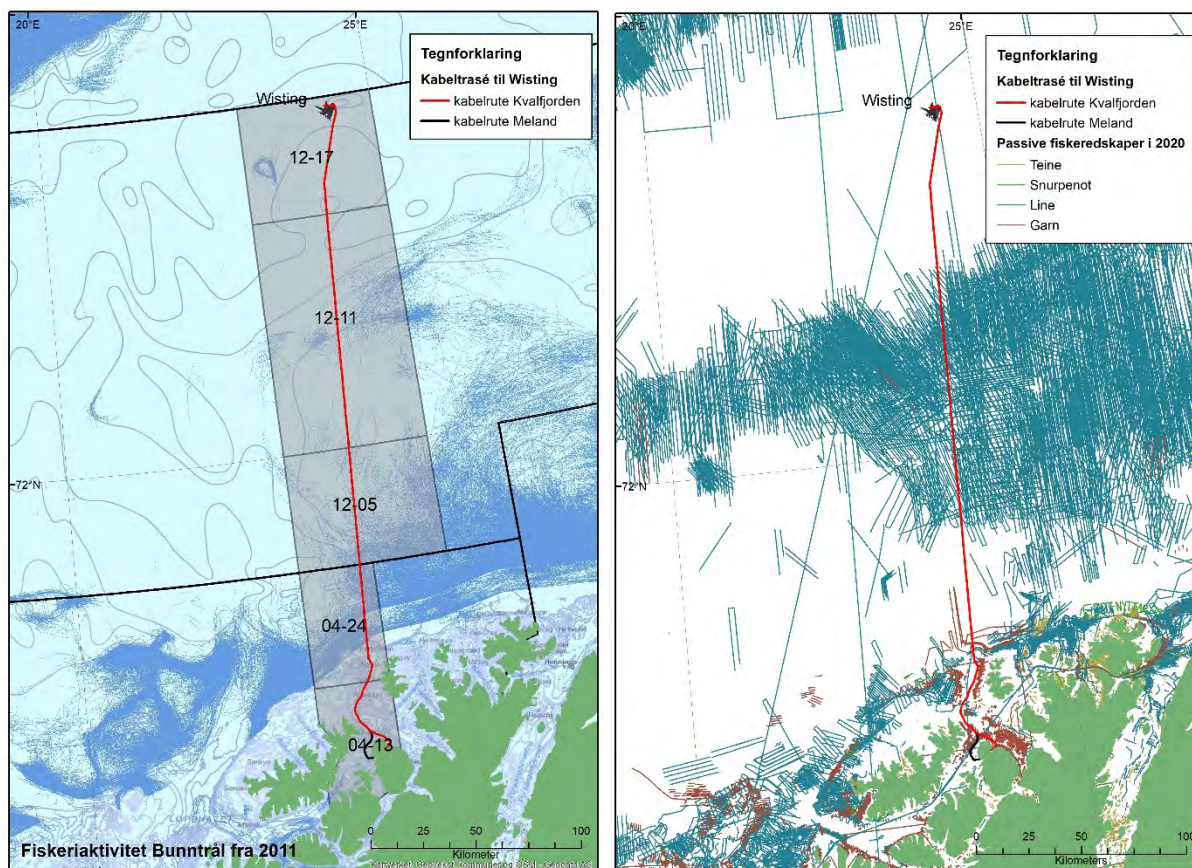 20°E
25°E
Tegnforklaring
Kabeltrasé til Wisting
kabelrute Kvalfjorden
kabelrute Meland
Wisting
12-17
12-11
72°N
12-05
04-24
04-13
0 25 50 100
Kilometer
Fiskeriaktivitet Bunntrål fra 2011
20°E
25°E
Tegnforklaring
Kabeltrasé til Wisting
kabelrute Kvalfjorden
kabelrute Meland
Passive fiskeredskaper i 2020
Teine
Snurpenot
Line
Garn
Wisting
72°N
0 25 50 100
Kilometers